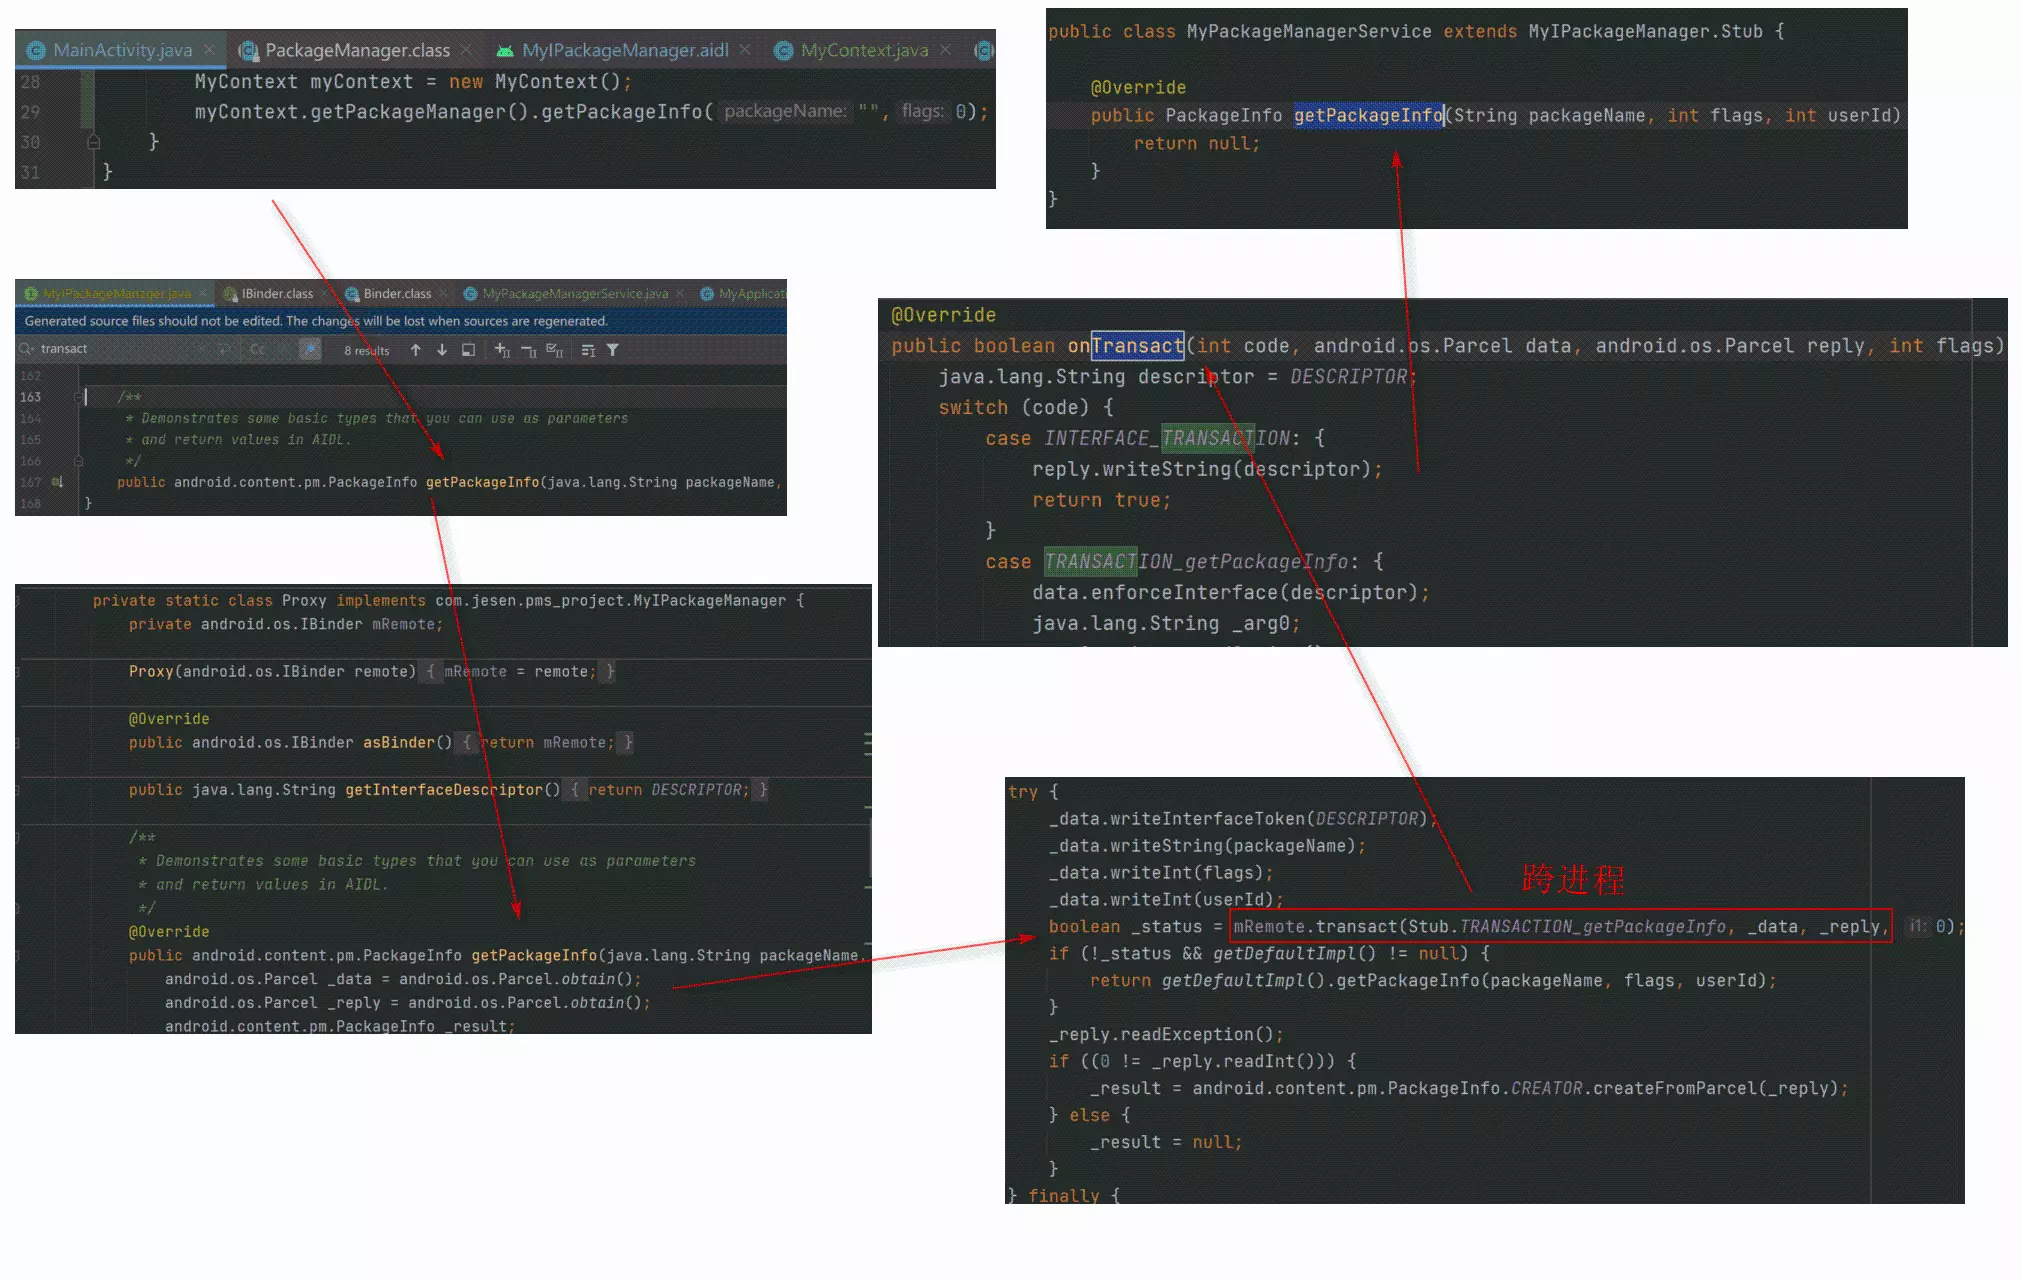 MainActivity.java
PackageManager.class
MyIPackageManager.aidl
MyContext.java
28 MyContext myContext = new MyContext();
29 myContext.getPackageManager().getPackageInfo( packageName: "", flags: 0);
30 }
31 }
MyIPackageManager.java
IBinder.class
Binder.class
MyPackageManagerService.java
MyApplicati
Generated source files should not be edited. The changes will be lost when sources are regenerated.
transact
Cc
8 results
162
163 /**
164 * Demonstrates some basic types that you can use as parameters
165 * and return values in AIDL.
166 */
167 public android.content.pm.PackageInfo getPackageInfo(java.lang.String packageName,
168 }
private static class Proxy implements com.jesen.pms_project.MyIPackageManager {
private android.os.IBinder mRemote;
Proxy(android.os.IBinder remote) { mRemote = remote; }
@Override
public android.os.IBinder asBinder() { return mRemote; }
public java.lang.String getInterfaceDescriptor() { return DESCRIPTOR; }
/**
* Demonstrates some basic types that you can use as parameters
* and return values in AIDL.
*/
@Override
public android.content.pm.PackageInfo getPackageInfo(java.lang.String packageName,
android.os.Parcel _data = android.os.Parcel.obtain();
android.os.Parcel _reply = android.os.Parcel.obtain();
android.content.pm.PackageInfo _result;
public class MyPackageManagerService extends MyIPackageManager.Stub {
@Override
public PackageInfo getPackageInfo(String packageName, int flags, int userId)
return null;
}
}
@Override
public boolean onTransact(int code, android.os.Parcel data, android.os.Parcel reply, int flags)
java.lang.String descriptor = DESCRIPTOR;
switch (code) {
case INTERFACE_TRANSACTION: {
reply.writeString(descriptor);
return true;
}
case TRANSACTION_getPackageInfo: {
data.enforceInterface(descriptor);
java.lang.String _arg0;
try {
_data.writeInterfaceToken(DESCRIPTOR);
_data.writeString(packageName);
_data.writeInt(flags);
跨进程
_data.writeInt(userId);
boolean _status = mRemote.transact(Stub.TRANSACTION_getPackageInfo, _data, _reply, i1: 0);
if (!_status && getDefaultImpl() != null) {
return getDefaultImpl().getPackageInfo(packageName, flags, userId);
}
_reply.readException();
if ((0 != _reply.readInt())) {
_result = android.content.pm.PackageInfo.CREATOR.createFromParcel(_reply);
} else {
_result = null;
}
} finally {